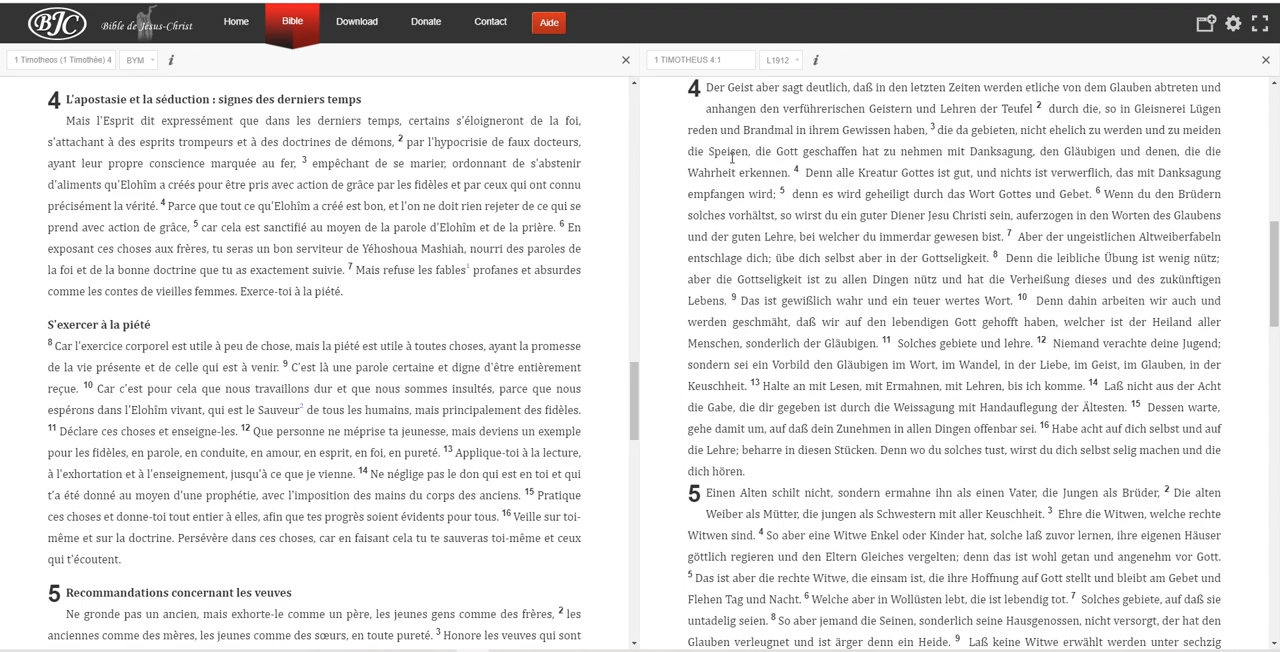 BJC Bible de Jésus-Christ Home Bible Download Donate Contact Aide
1 Timotheos (1 Timothée) 4 BYM i
4 L'apostasie et la séduction : signes des derniers temps
Mais l'Esprit dit expressément que dans les derniers temps, certains s'éloigneront de la foi,
s'attachant à des esprits trompeurs et à des doctrines de démons, 2 par l'hypocrisie de faux docteurs,
ayant leur propre conscience marquée au fer, 3 empêchant de se marier, ordonnant de s'abstenir
d'aliments qu'Elohîm a créés pour être pris avec action de grâce par les fidèles et par ceux qui ont connu
précisément la vérité. 4 Parce que tout ce qu'Elohîm a créé est bon, et l'on ne doit rien rejeter de ce qui se
prend avec action de grâce, 5 car cela est sanctifié au moyen de la parole d'Elohîm et de la prière. 6 En
exposant ces choses aux frères, tu seras un bon serviteur de Yéhoshoua Mashiah, nourri des paroles de
la foi et de la bonne doctrine que tu as exactement suivie. 7 Mais refuse les fables1 profanes et absurdes
comme les contes de vieilles femmes. Exerce-toi à la piété.
S'exercer à la piété
8 Car l'exercice corporel est utile à peu de chose, mais la piété est utile à toutes choses, ayant la promesse
de la vie présente et de celle qui est à venir. 9 C'est là une parole certaine et digne d'être entièrement
reçue. 10 Car c'est pour cela que nous travaillons dur et que nous sommes insultés, parce que nous
espérons dans l'Elohîm vivant, qui est le Sauveur2 de tous les humains, mais principalement des fidèles.
11 Déclare ces choses et enseigne-les. 12 Que personne ne méprise ta jeunesse, mais deviens un exemple
pour les fidèles, en parole, en conduite, en amour, en esprit, en foi, en pureté. 13 Applique-toi à la lecture,
à l'exhortation et à l'enseignement, jusqu'à ce que je vienne. 14 Ne néglige pas le don qui est en toi et qui
t'a été donné au moyen d'une prophétie, avec l'imposition des mains du corps des anciens. 15 Pratique
ces choses et donne-toi tout entier à elles, afin que tes progrès soient évidents pour tous. 16 Veille sur toi-
même et sur la doctrine. Persévère dans ces choses, car en faisant cela tu te sauveras toi-même et ceux
qui t'écoutent.
5 Recommandations concernant les veuves
Ne gronde pas un ancien, mais exhorte-le comme un père, les jeunes gens comme des frères, 2 les
anciennes comme des mères, les jeunes comme des sœurs, en toute pureté. 3 Honore les veuves qui sont
1 TIMOTHEUS 4:1 L1912 i
4 Der Geist aber sagt deutlich, daß in den letzten Zeiten werden etliche von dem Glauben abtreten und
anhangen den verführerischen Geistern und Lehren der Teufel 2 durch die, so in Gleisnerei Lügen
reden und Brandmal in ihrem Gewissen haben, 3 die da gebieten, nicht ehelich zu werden und zu meiden
die Speisen, die Gott geschaffen hat zu nehmen mit Danksagung, den Gläubigen und denen, die die
Wahrheit erkennen. 4 Denn alle Kreatur Gottes ist gut, und nichts ist verwerflich, das mit Danksagung
empfangen wird; 5 denn es wird geheiligt durch das Wort Gottes und Gebet. 6 Wenn du den Brüdern
solches vorhältst, so wirst du ein guter Diener Jesu Christi sein, auferzogen in den Worten des Glaubens
und der guten Lehre, bei welcher du immerdar gewesen bist. 7 Aber der ungeistlichen Altweiberfabeln
entschlage dich; übe dich selbst aber in der Gottseligkeit. 8 Denn die leibliche Übung ist wenig nütz;
aber die Gottseligkeit ist zu allen Dingen nütz und hat die Verheißung dieses und des zukünftigen
Lebens. 9 Das ist gewißlich wahr und ein teuer wertes Wort. 10 Denn dahin arbeiten wir auch und
werden geschmäht, daß wir auf den lebendigen Gott gehofft haben, welcher ist der Heiland aller
Menschen, sonderlich der Gläubigen. 11 Solches gebiete und lehre. 12 Niemand verachte deine Jugend;
sondern sei ein Vorbild den Gläubigen im Wort, im Wandel, in der Liebe, im Geist, im Glauben, in der
Keuschheit. 13 Halte an mit Lesen, mit Ermahnen, mit Lehren, bis ich komme. 14 Laß nicht aus der Acht
die Gabe, die dir gegeben ist durch die Weissagung mit Handauflegung der Ältesten. 15 Dessen warte,
gehe damit um, auf daß dein Zunehmen in allen Dingen offenbar sei. 16 Habe acht auf dich selbst und auf
die Lehre; beharre in diesen Stücken. Denn wo du solches tust, wirst du dich selbst selig machen und die
dich hören.
5 Einen Alten schilt nicht, sondern ermahne ihn als einen Vater, die Jungen als Brüder, 2 Die alten
Weiber als Mütter, die jungen als Schwestern mit aller Keuschheit. 3 Ehre die Witwen, welche rechte
Witwen sind. 4 So aber eine Witwe Enkel oder Kinder hat, solche laß zuvor lernen, ihre eigenen Häuser
göttlich regieren und den Eltern Gleiches vergelten; denn das ist wohl getan und angenehm vor Gott.
5 Das ist aber die rechte Witwe, die einsam ist, die ihre Hoffnung auf Gott stellt und bleibt am Gebet und
Flehen Tag und Nacht. 6 Welche aber in Wollüsten lebt, die ist lebendig tot. 7 Solches gebiete, auf daß sie
untadelig seien. 8 So aber jemand die Seinen, sonderlich seine Hausgenossen, nicht versorgt, der hat den
Glauben verleugnet und ist ärger denn ein Heide. 9 Laß keine Witwe erwählt werden unter sechzig